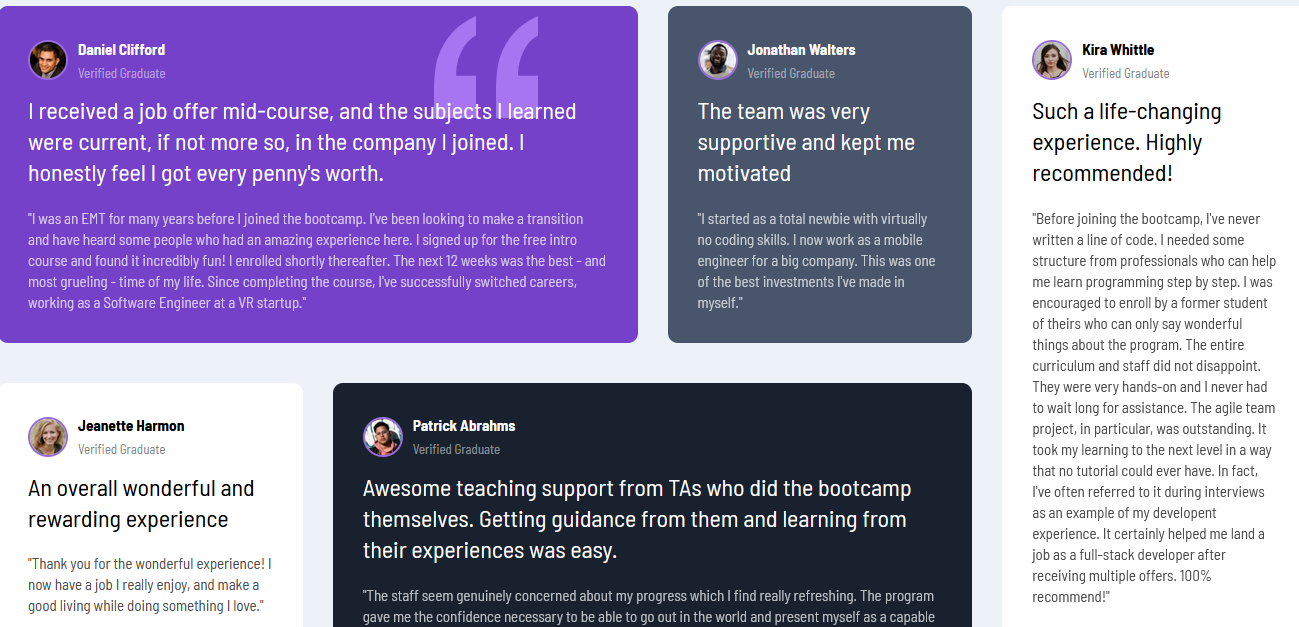 Daniel Clifford
Verified Graduate
I received a job offer mid-course, and the subjects I learned
were current, if not more so, in the company I joined. I
honestly feel I got every penny's worth.
"I was an EMT for many years before I joined the bootcamp. I've been looking to make a transition
and have heard some people who had an amazing experience here. I signed up for the free intro
course and found it incredibly fun! I enrolled shortly thereafter. The next 12 weeks was the best - and
most grueling - time of my life. Since completing the course, I've successfully switched careers,
working as a Software Engineer at a VR startup."
Jonathan Walters
Verified Graduate
The team was very
supportive and kept me
motivated
"I started as a total newbie with virtually
no coding skills. I now work as a mobile
engineer for a big company. This was one
of the best investments I've made in
myself."
Kira Whittle
Verified Graduate
Such a life-changing
experience. Highly
recommended!
"Before joining the bootcamp, I've never
written a line of code. I needed some
structure from professionals who can help
me learn programming step by step. I was
encouraged to enroll by a former student
of theirs who can only say wonderful
things about the program. The entire
curriculum and staff did not disappoint.
They were very hands-on and I never had
to wait long for assistance. The agile team
project, in particular, was outstanding. It
took my learning to the next level in a way
that no tutorial could ever have. In fact,
I've often referred to it during interviews
as an example of my developent
experience. It certainly helped me land a
job as a full-stack developer after
receiving multiple offers. 100%
recommend!"
Jeanette Harmon
Verified Graduate
An overall wonderful and
rewarding experience
"Thank you for the wonderful experience! I
now have a job I really enjoy, and make a
good living while doing something I love."
Patrick Abrahms
Verified Graduate
Awesome teaching support from TAs who did the bootcamp
themselves. Getting guidance from them and learning from
their experiences was easy.
"The staff seem genuinely concerned about my progress which I find really refreshing. The program
gave me the confidence necessary to be able to go out in the world and present myself as a capable